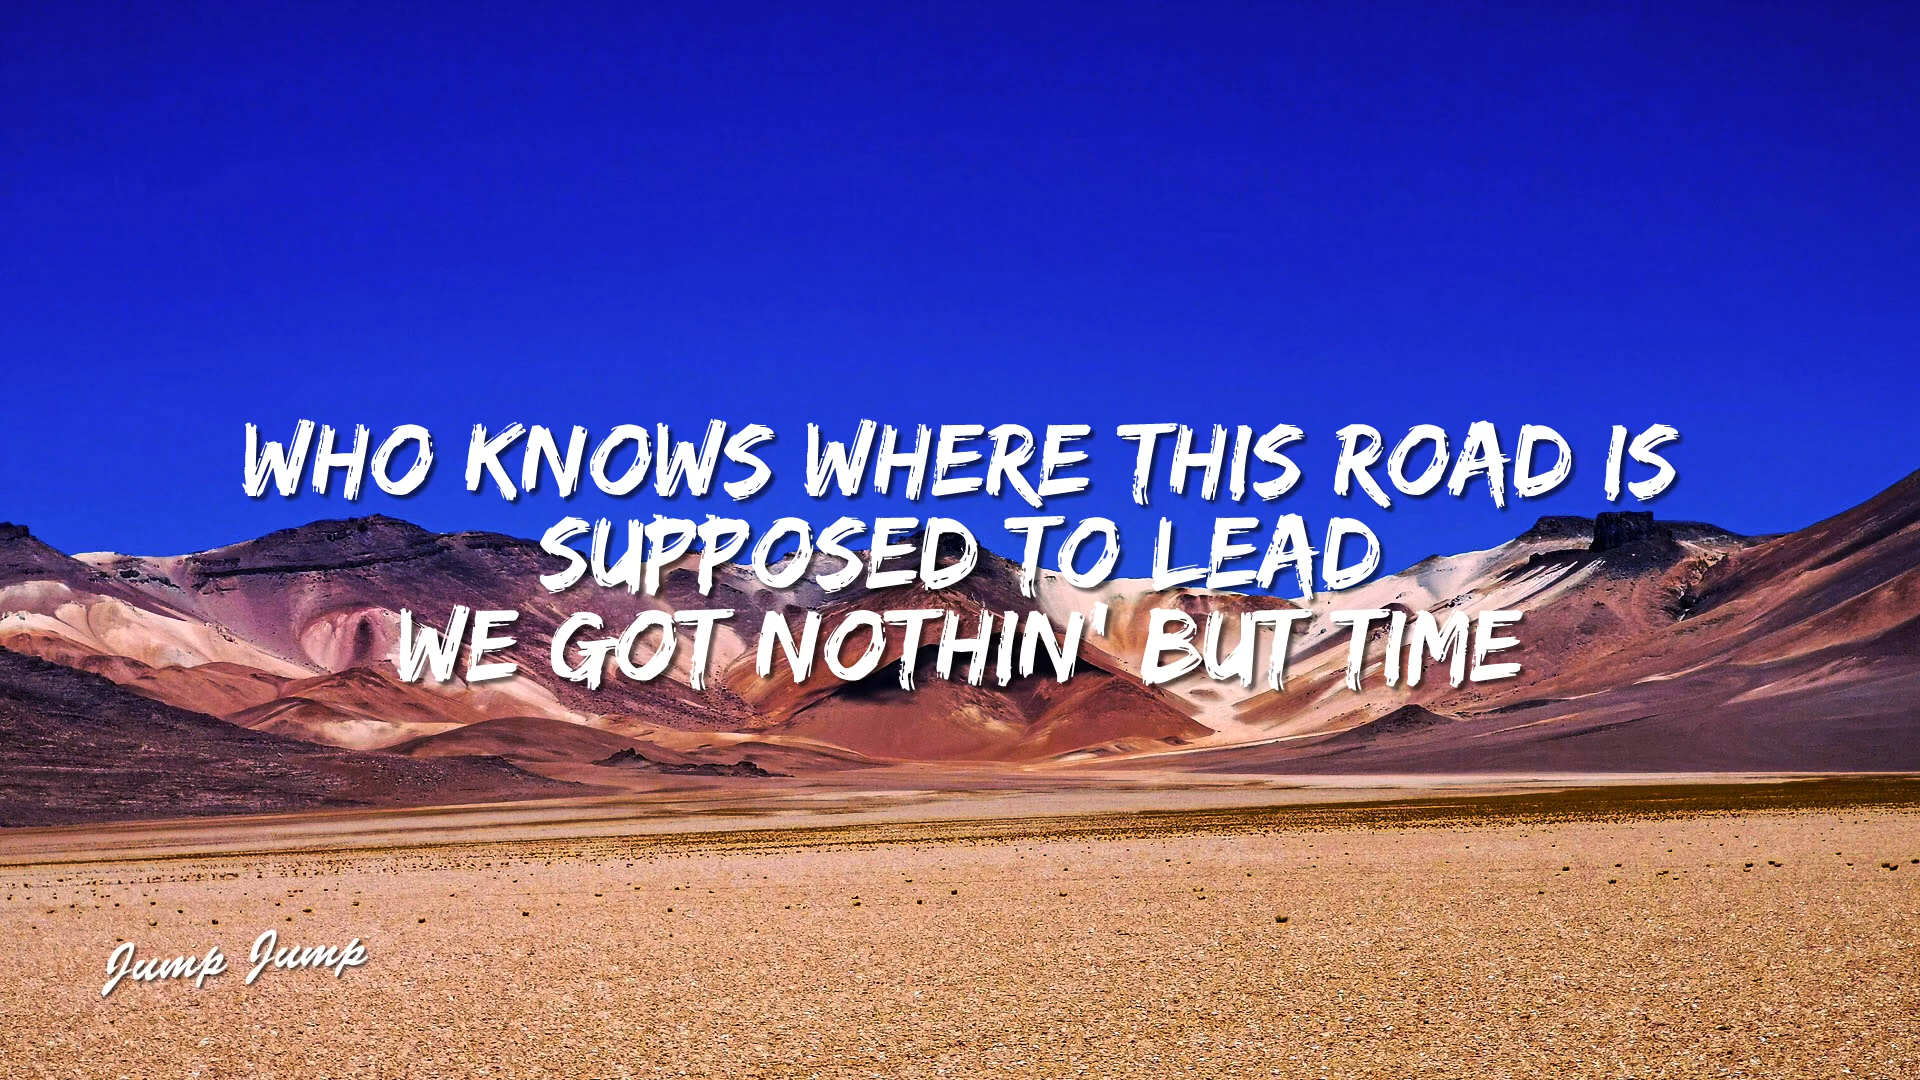 WHO KNOWS WHERE THIS ROAD IS
SUPPOSED TO LEAD
WE GOT NOTHIN' BUT TIME
Jump Jump